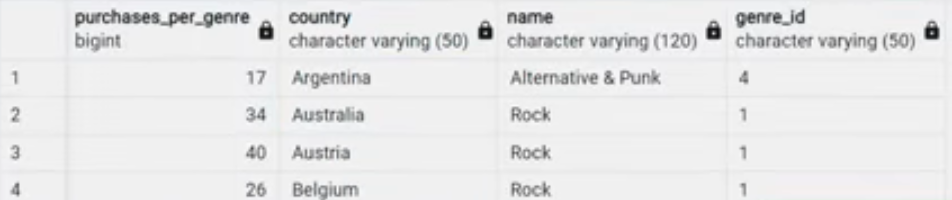 purchases_per_genre country name genre_id
bigint character varying (50) character varying (120) character varying (50)
1 17 Argentina Alternative & Punk 4
2 34 Australia Rock 1
3 40 Austria Rock 1
4 26 Belgium Rock 1